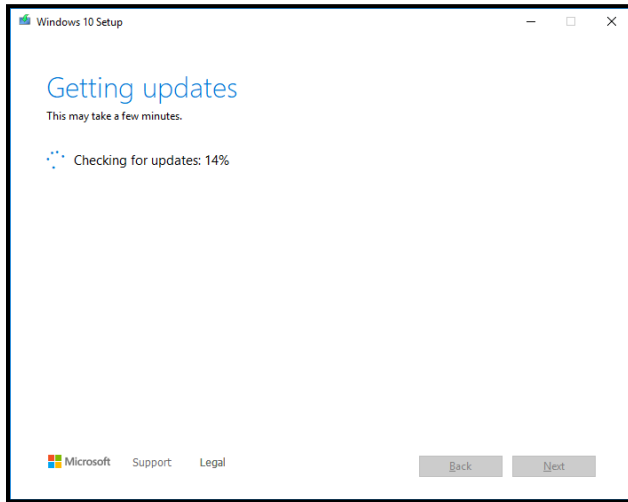 Windows 10 Setup
Getting updates
This may take a few minutes.
Checking for updates: 14%
Microsoft Support Legal
Back Next